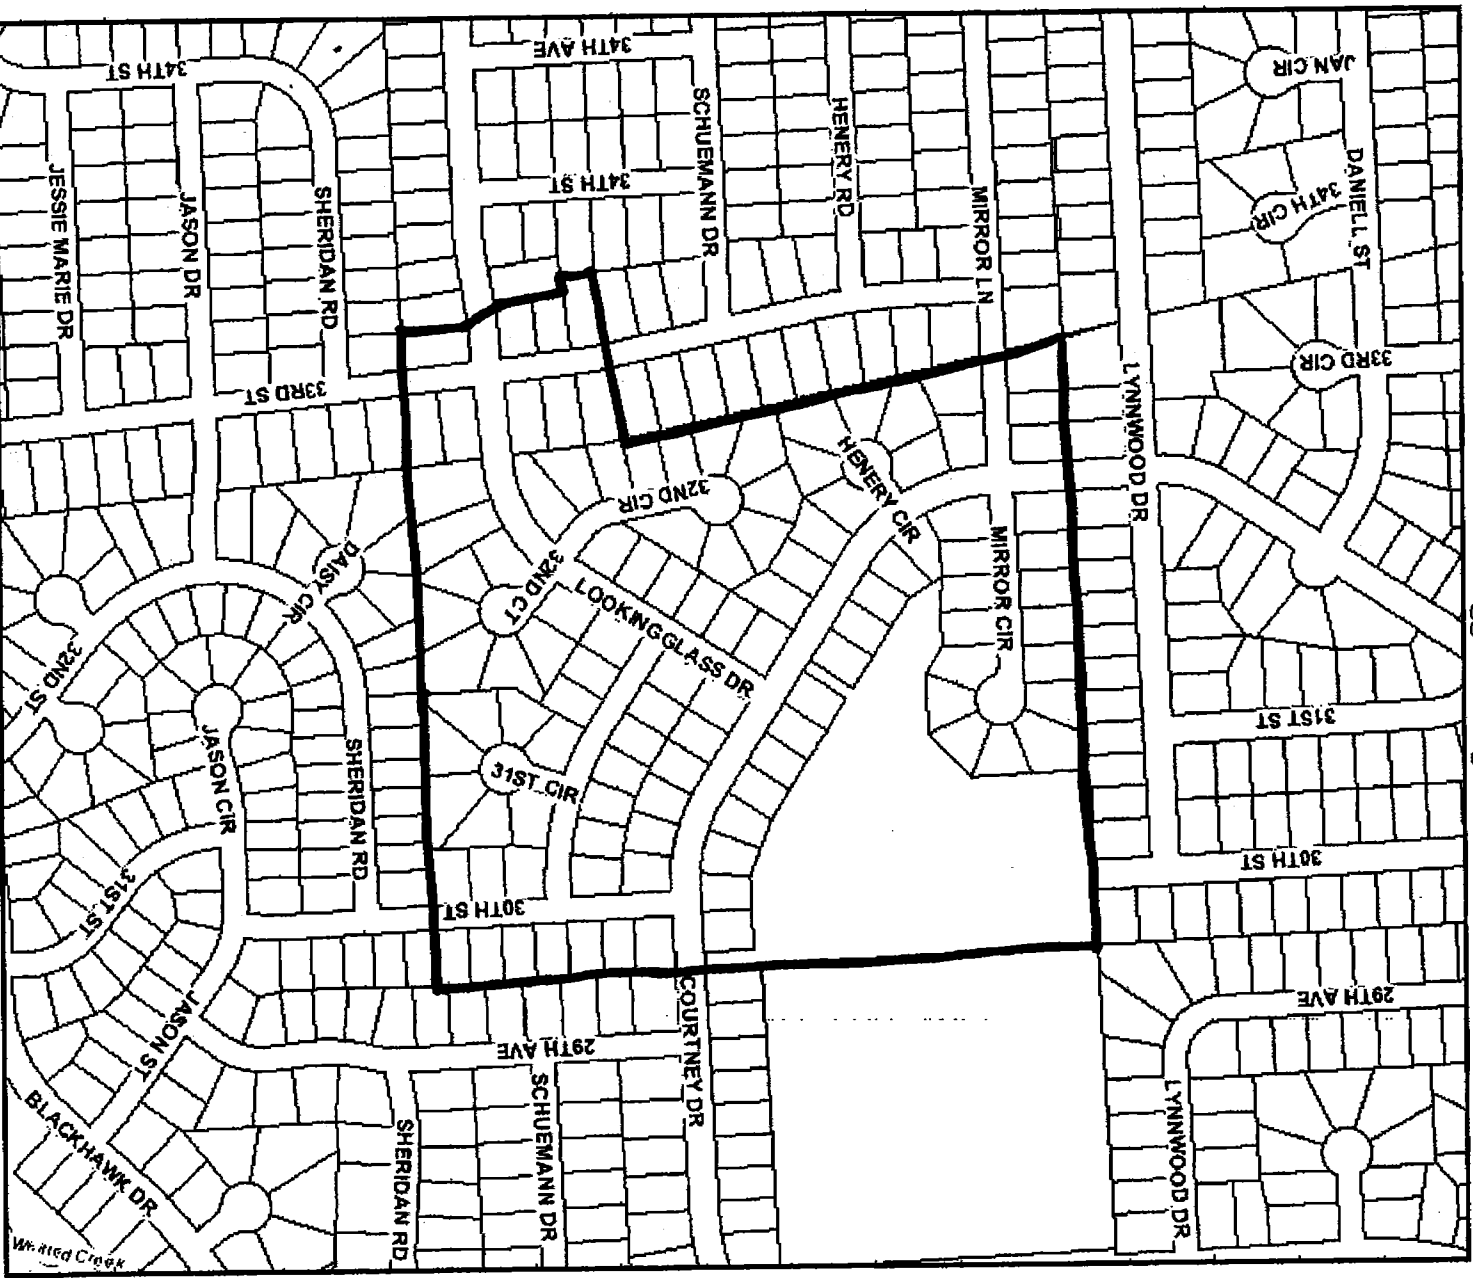 34TH AVE
34TH ST
JAN CIR
SCHUEMANN DR
HENERY RD
34TH ST
DANIELL ST
34TH CIR
JESSIE MARIE DR
JASON DR
SHERIDAN RD
MIRROR LN
33RD ST
33RD CIR
LYNNWOOD DR
HENERY CIR
32ND CIR
DAISY CIR
32ND CT
MIRROR CIR
LOOKINGGLASS DR
32ND ST
31ST ST
JASON CIR
SHERIDAN RD
31ST CIR
30TH ST
31ST ST
30TH ST
29TH AVE
JASON ST
COURTNEY DR
29TH AVE
BLACKHAWK DR
SHERIDAN RD
SCHUEMANN DR
LYNNWOOD DR
Creek